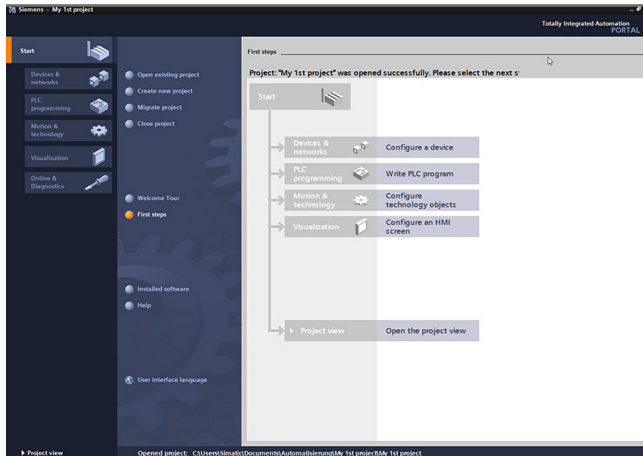 Siemens - My 1st project
Totally Integrated Automation
PORTAL
Start
Devices &
networks
PLC
programming
Motion &
technology
Visualization
Online &
Diagnostics
Open existing project
Create new project
Migrate project
Close project
Welcome Tour
First steps
Installed software
Help
User interface language
First steps
Project: "My 1st project" was opened successfully. Please select the next s
Start
Devices &
networks
Configure a device
PLC
programming
Write PLC program
Motion &
technology
Configure
technology objects
Visualization
Configure an HMI
screen
Project view
Open the project view
Project view
Opened project: C:\Users\Simatic\Documents\Automatisierung\My 1st project\My 1st project